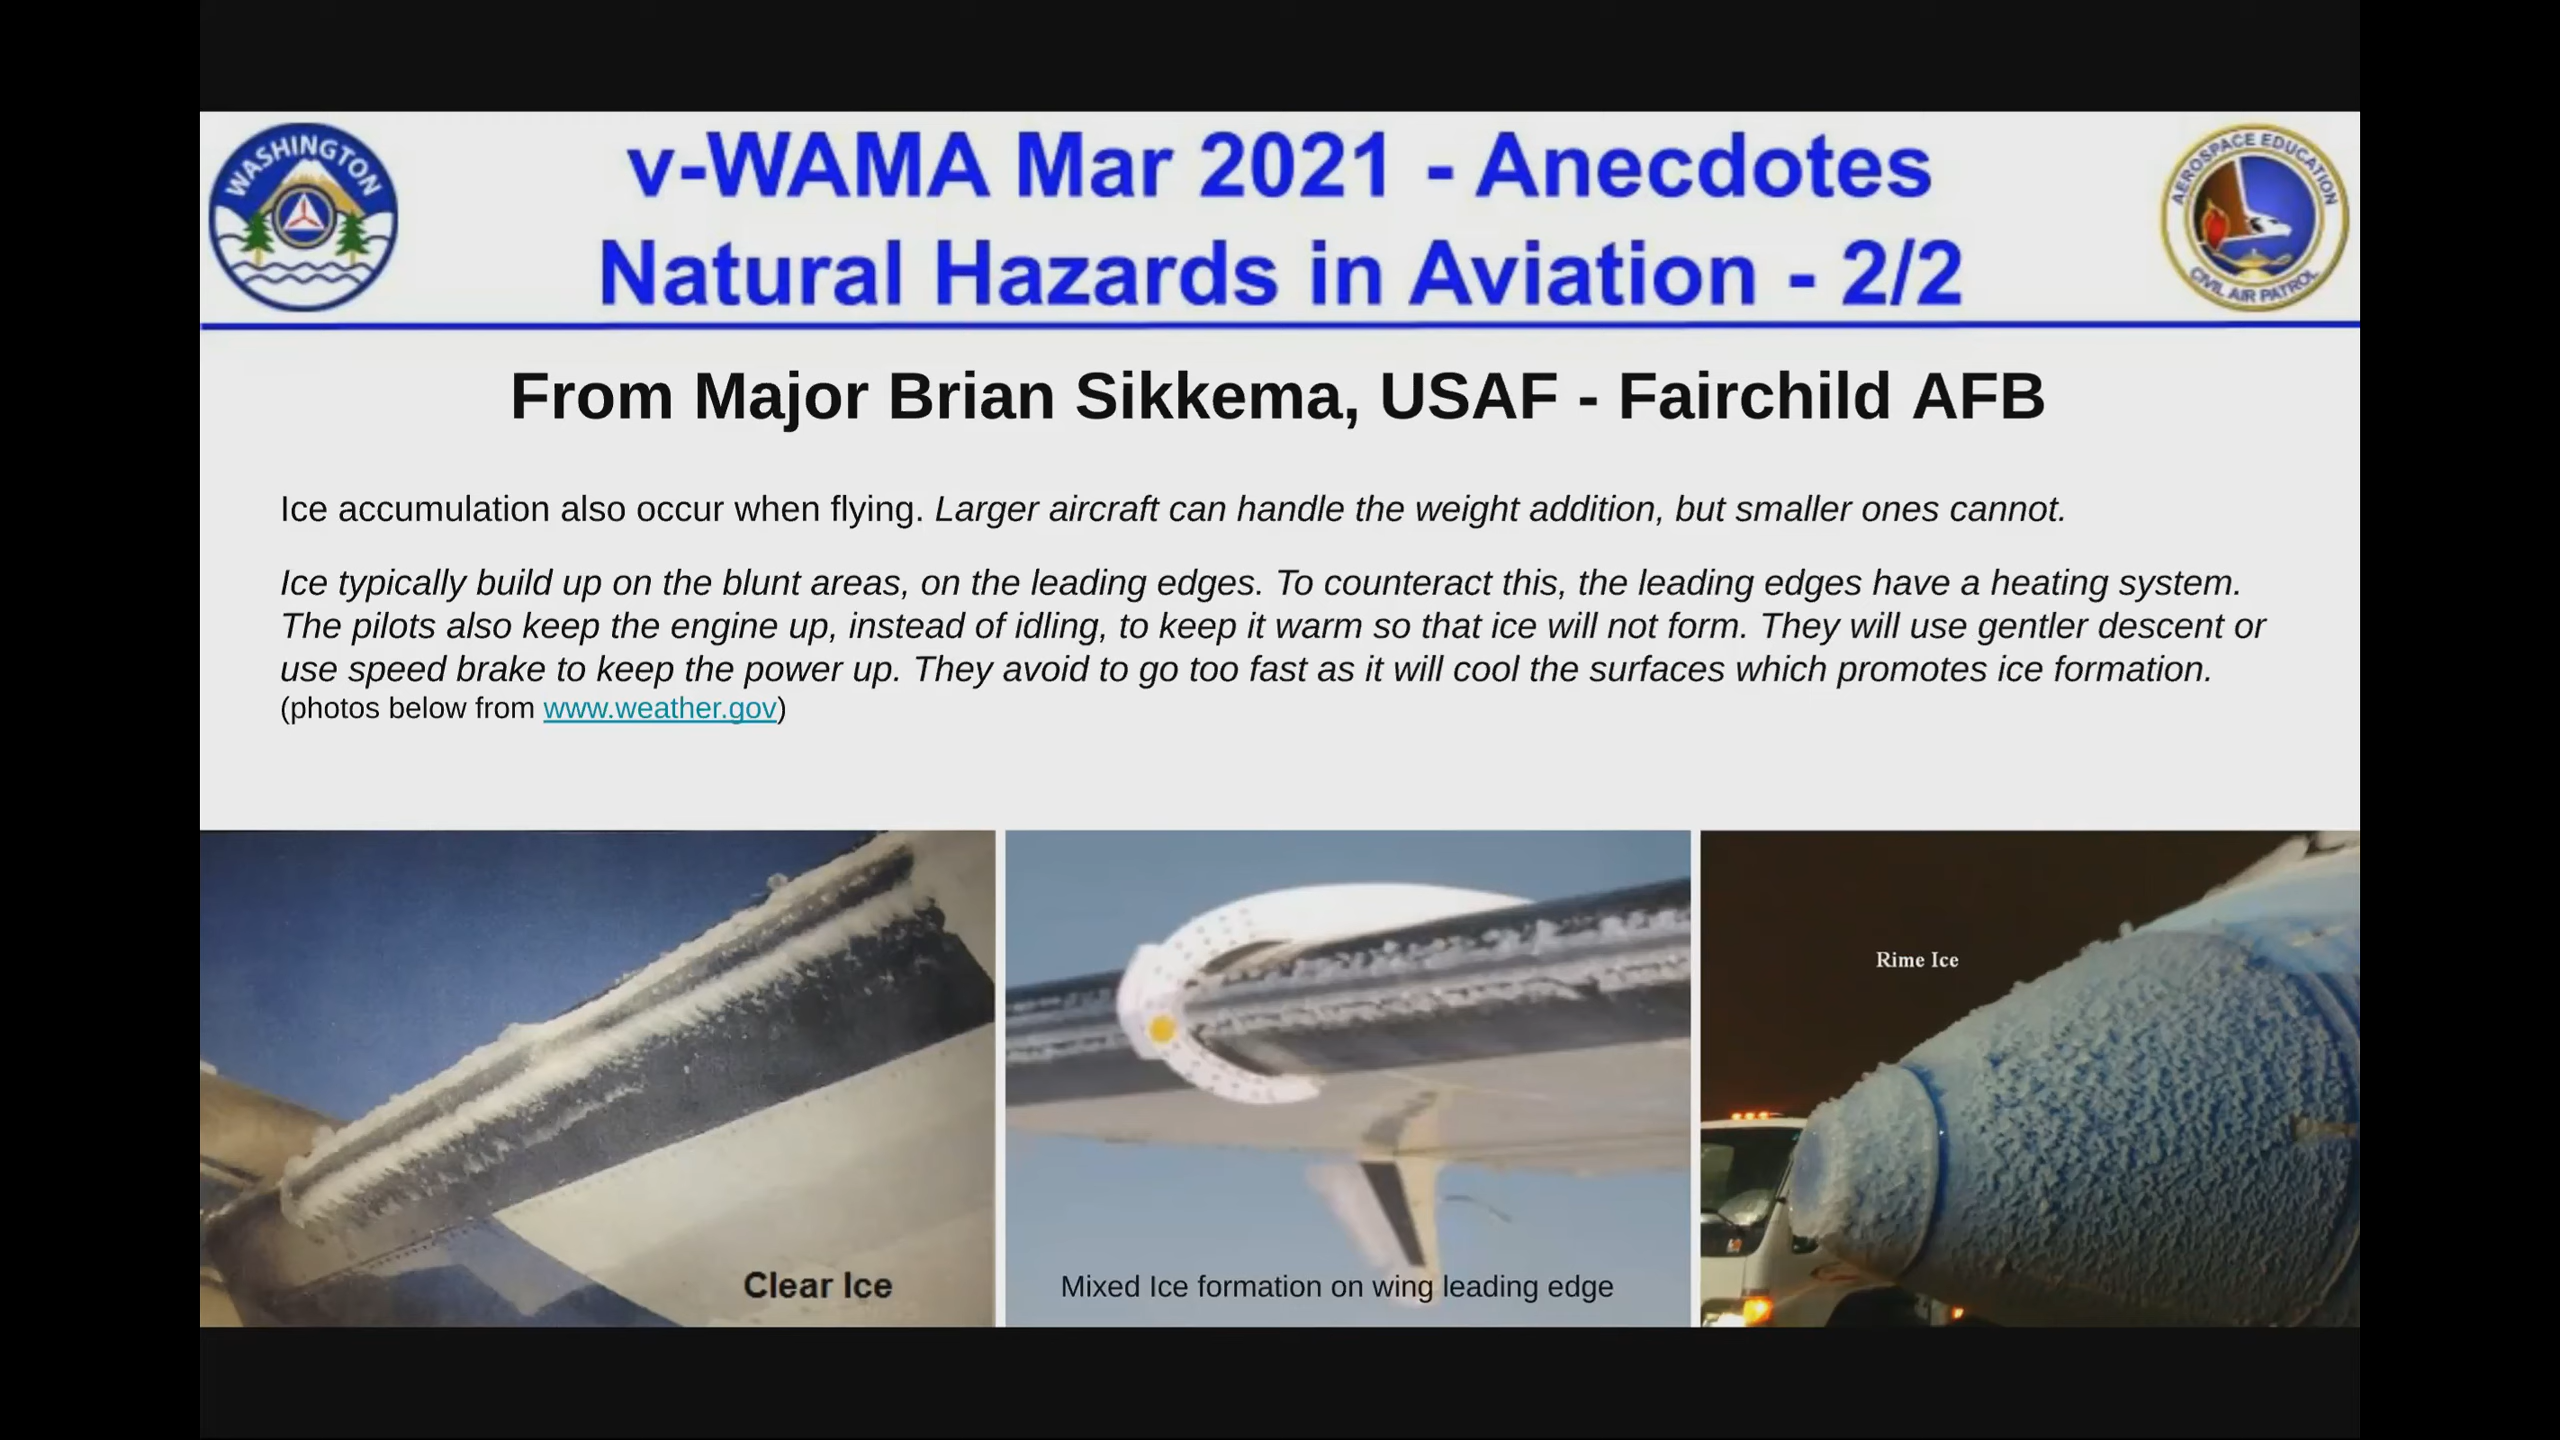 WASHINGTON
v-WAMA Mar 2021 - Anecdotes
Natural Hazards in Aviation - 2/2
AEROSPACE EDUCATION
CIVIL AIR PATROL
From Major Brian Sikkema, USAF - Fairchild AFB
Ice accumulation also occur when flying. Larger aircraft can handle the weight addition, but smaller ones cannot.
Ice typically build up on the blunt areas, on the leading edges. To counteract this, the leading edges have a heating system.
The pilots also keep the engine up, instead of idling, to keep it warm so that ice will not form. They will use gentler descent or
use speed brake to keep the power up. They avoid to go too fast as it will cool the surfaces which promotes ice formation.
(photos below from www.weather.gov)
Clear Ice
Mixed Ice formation on wing leading edge
Rime Ice